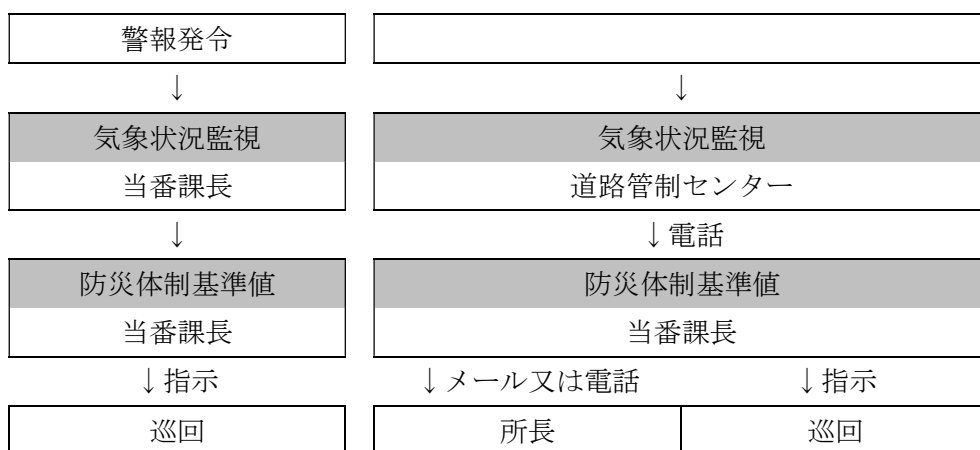 警報発令
↓ ↓
気象状況監視 気象状況監視
当番課長 道路管制センター
↓ ↓電話
防災体制基準値 防災体制基準値
当番課長 当番課長
↓指示 ↓メール又は電話 ↓指示
巡回 所長 巡回